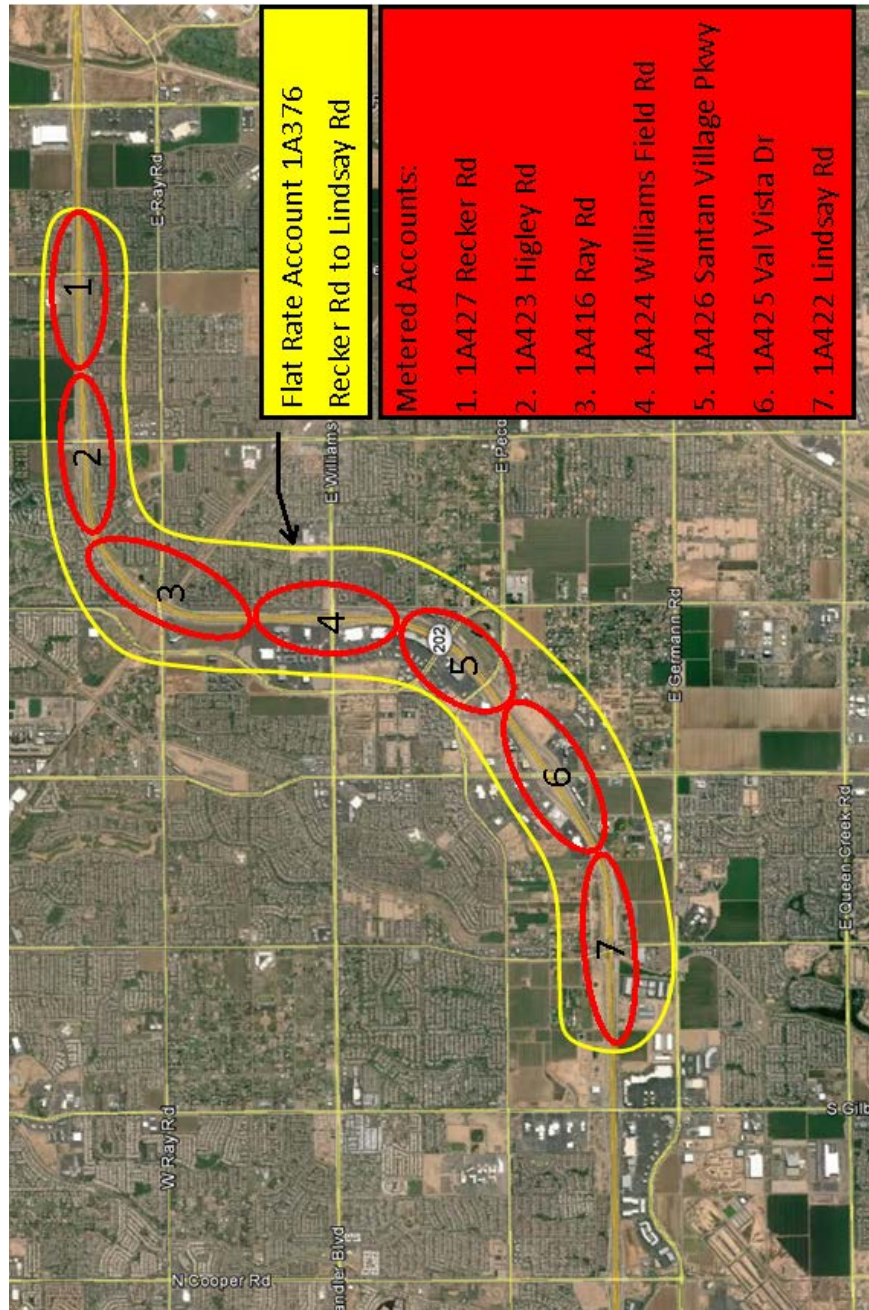 Flat Rate Account 1A376
Recker Rd to Lindsay Rd
Metered Accounts:
1. 1A427 Recker Rd
2. 1A423 Higley Rd
3. 1A416 Ray Rd
4. 1A424 Williams Field Rd
5. 1A426 Santan Village Pkwy
6. 1A425 Val Vista Dr
7. 1A422 Lindsay Rd
1
2
3
4
5
6
7
202
E Ray Rd
E Williams
E Peco
E Germann Rd
E Queen Creek Rd
W Ray Rd
andler Blvd
N Cooper Rd
S Gilb